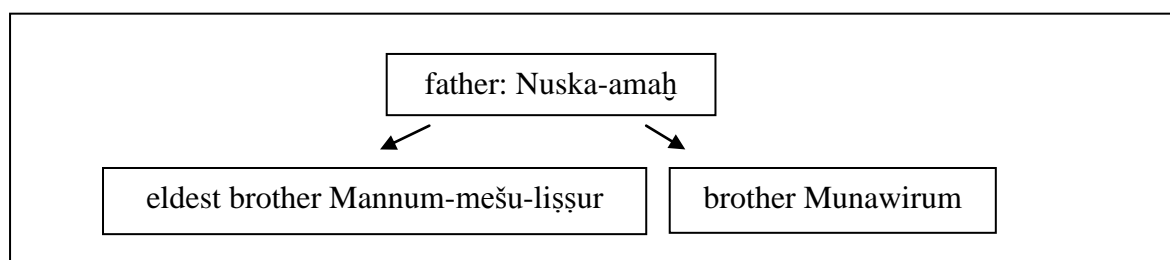 father: Nuska-amaḫ
eldest brother Mannum-mešu-liṣṣur
brother Munawirum